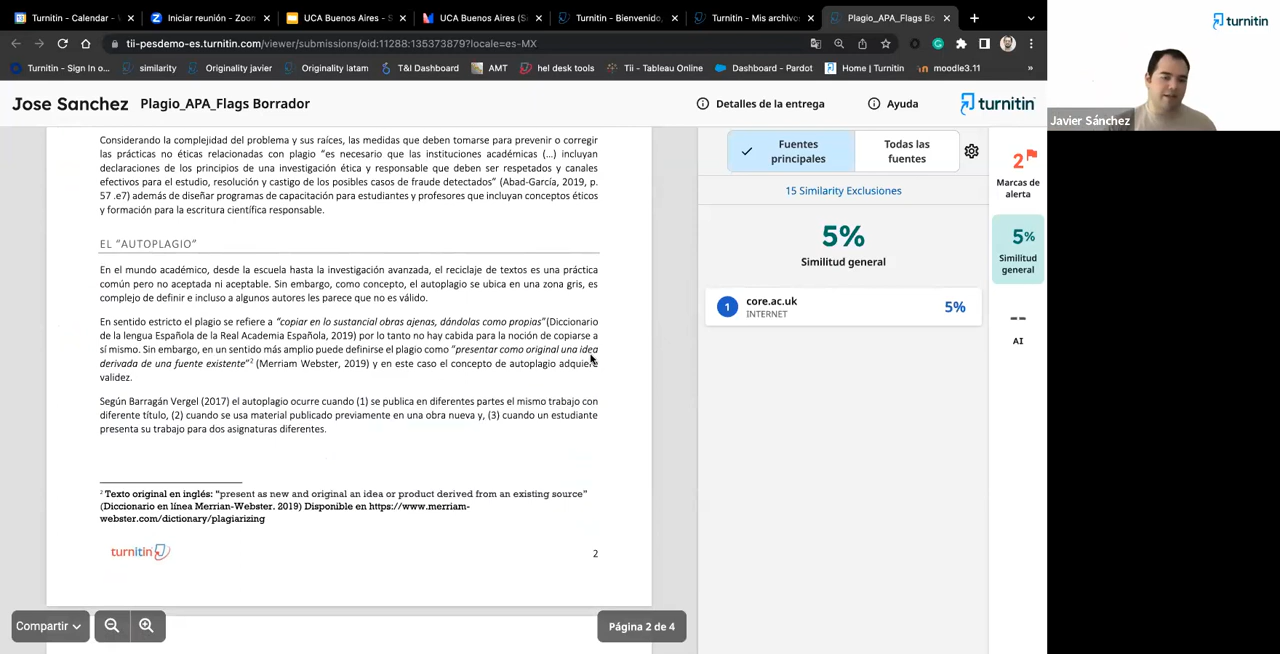 Turnitin - Calendar -
Iniciar reunión - Zoo
UCA Buenos Aires - S
UCA Buenos Aires (S
Turnitin - Bienvenido,
Turnitin - Mis archivo
Plagio_APA_Flags Bo
tii-pesdemo-es.turnitin.com/viewer/submissions/oid:11288:135373879?locale=es-MX
Turnitin - Sign In o...
similarity
Originality javier
Originality latam
T&I Dashboard
AMT
hel desk tools
Tii - Tableau Online
Dashboard - Pardot
Home | Turnitin
moodle3.11
»
turnitin
Javier Sánchez
Jose Sanchez
Plagio_APA_Flags Borrador
Detalles de la entrega
Ayuda
turnitin
Considerando la complejidad del problema y sus raíces, las medidas que deben tomarse para prevenir o corregir
las prácticas no éticas relacionadas con plagio “es necesario que las instituciones académicas (...) incluyan
declaraciones de los principios de una investigación ética y responsable que deben ser respetados y canales
efectivos para el estudio, resolución y castigo de los posibles casos de fraude detectados” (Abad-García, 2019, p.
57 .e7) además de diseñar programas de capacitación para estudiantes y profesores que incluyan conceptos éticos
y formación para la escritura científica responsable.
EL “AUTOPLAGIO”
En el mundo académico, desde la escuela hasta la investigación avanzada, el reciclaje de textos es una práctica
común pero no aceptada ni aceptable. Sin embargo, como concepto, el autoplagio se ubica en una zona gris, es
complejo de definir e incluso a algunos autores les parece que no es válido.
En sentido estricto el plagio se refiere a “copiar en lo sustancial obras ajenas, dándolas como propias”(Diccionario
de la lengua Española de la Real Academia Española, 2019) por lo tanto no hay cabida para la noción de copiarse a
sí mismo. Sin embargo, en un sentido más amplio puede definirse el plagio como “presentar como original una idea
derivada de una fuente existente”2 (Merriam Webster, 2019) y en este caso el concepto de autoplagio adquiere
validez.
Según Barragán Vergel (2017) el autoplagio ocurre cuando (1) se publica en diferentes partes el mismo trabajo con
diferente título, (2) cuando se usa material publicado previamente en una obra nueva y, (3) cuando un estudiante
presenta su trabajo para dos asignaturas diferentes.
2 Texto original en inglés: “present as new and original an idea or product derived from an existing source”
(Diccionario en línea Merrian-Webster. 2019) Disponible en https://www.merriam-
webster.com/dictionary/plagiarizing
turnitin
2
Compartir
Página 2 de 4
Fuentes
principales
Todas las
fuentes
15 Similarity Exclusions
5%
Similitud general
1
core.ac.uk
INTERNET
5%
2
Marcas de
alerta
5%
Similitud
general
--
AI